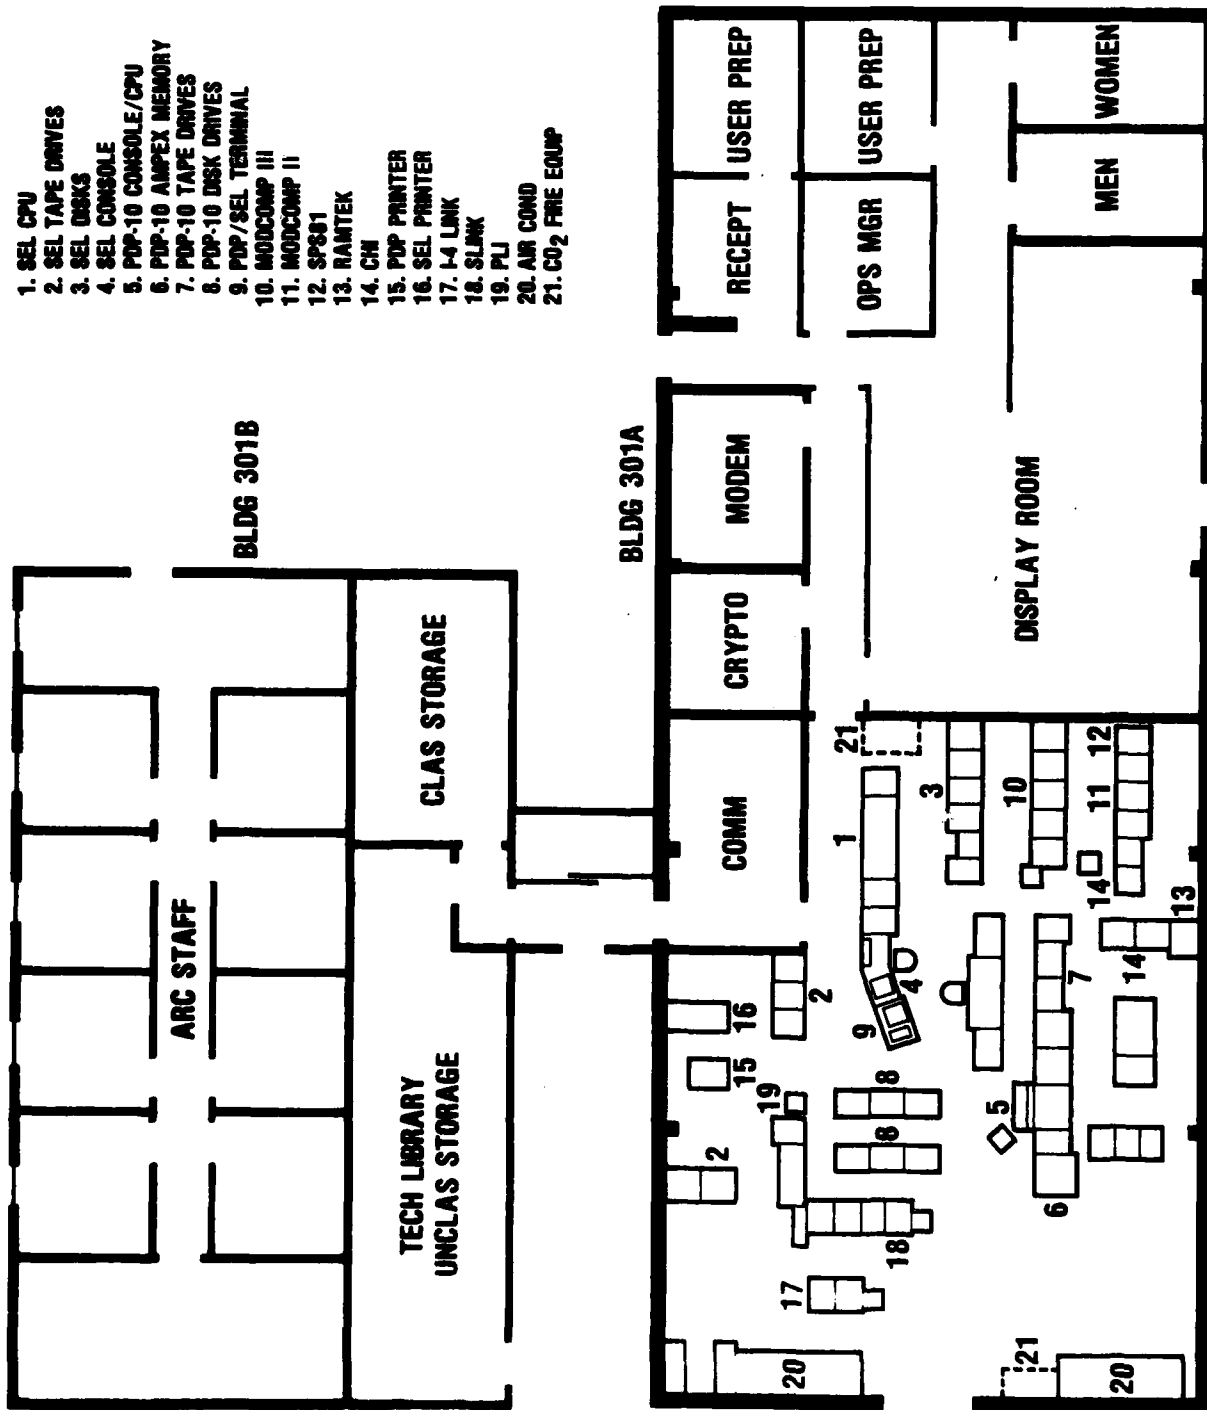 1. SEL CPU
2. SEL TAPE DRIVES
3. SEL DISKS
4. SEL CONSOLE
5. PDP-10 CONSOLE/CPU
6. PDP-10 AMPEX MEMORY
7. PDP-10 TAPE DRIVES
8. PDP-10 DISK DRIVES
9. PDP/SEL TERMINAL
10. MODCOMP III
11. MODCOMP II
12. SPS81
13. RAMTEK
14. CHI
15. PDP PRINTER
16. SEL PRINTER
17. I-4 LINK
18. SLINK
19. PLI
20. AIR COND
21. CO2 FIRE EQUIP
BLDG 301B
ARC STAFF
CLAS STORAGE
TECH LIBRARY
UNCLAS STORAGE
BLDG 301A
USER PREP
USER PREP
WOMEN
MEN
RECEPT
OPS MGR
MODEM
CRYPTO
COMM
DISPLAY ROOM
21
3
10
12
11
1
14
13
14
7
4
9
2
16
15
19
8
8
5
2
6
18
17
20
21
20